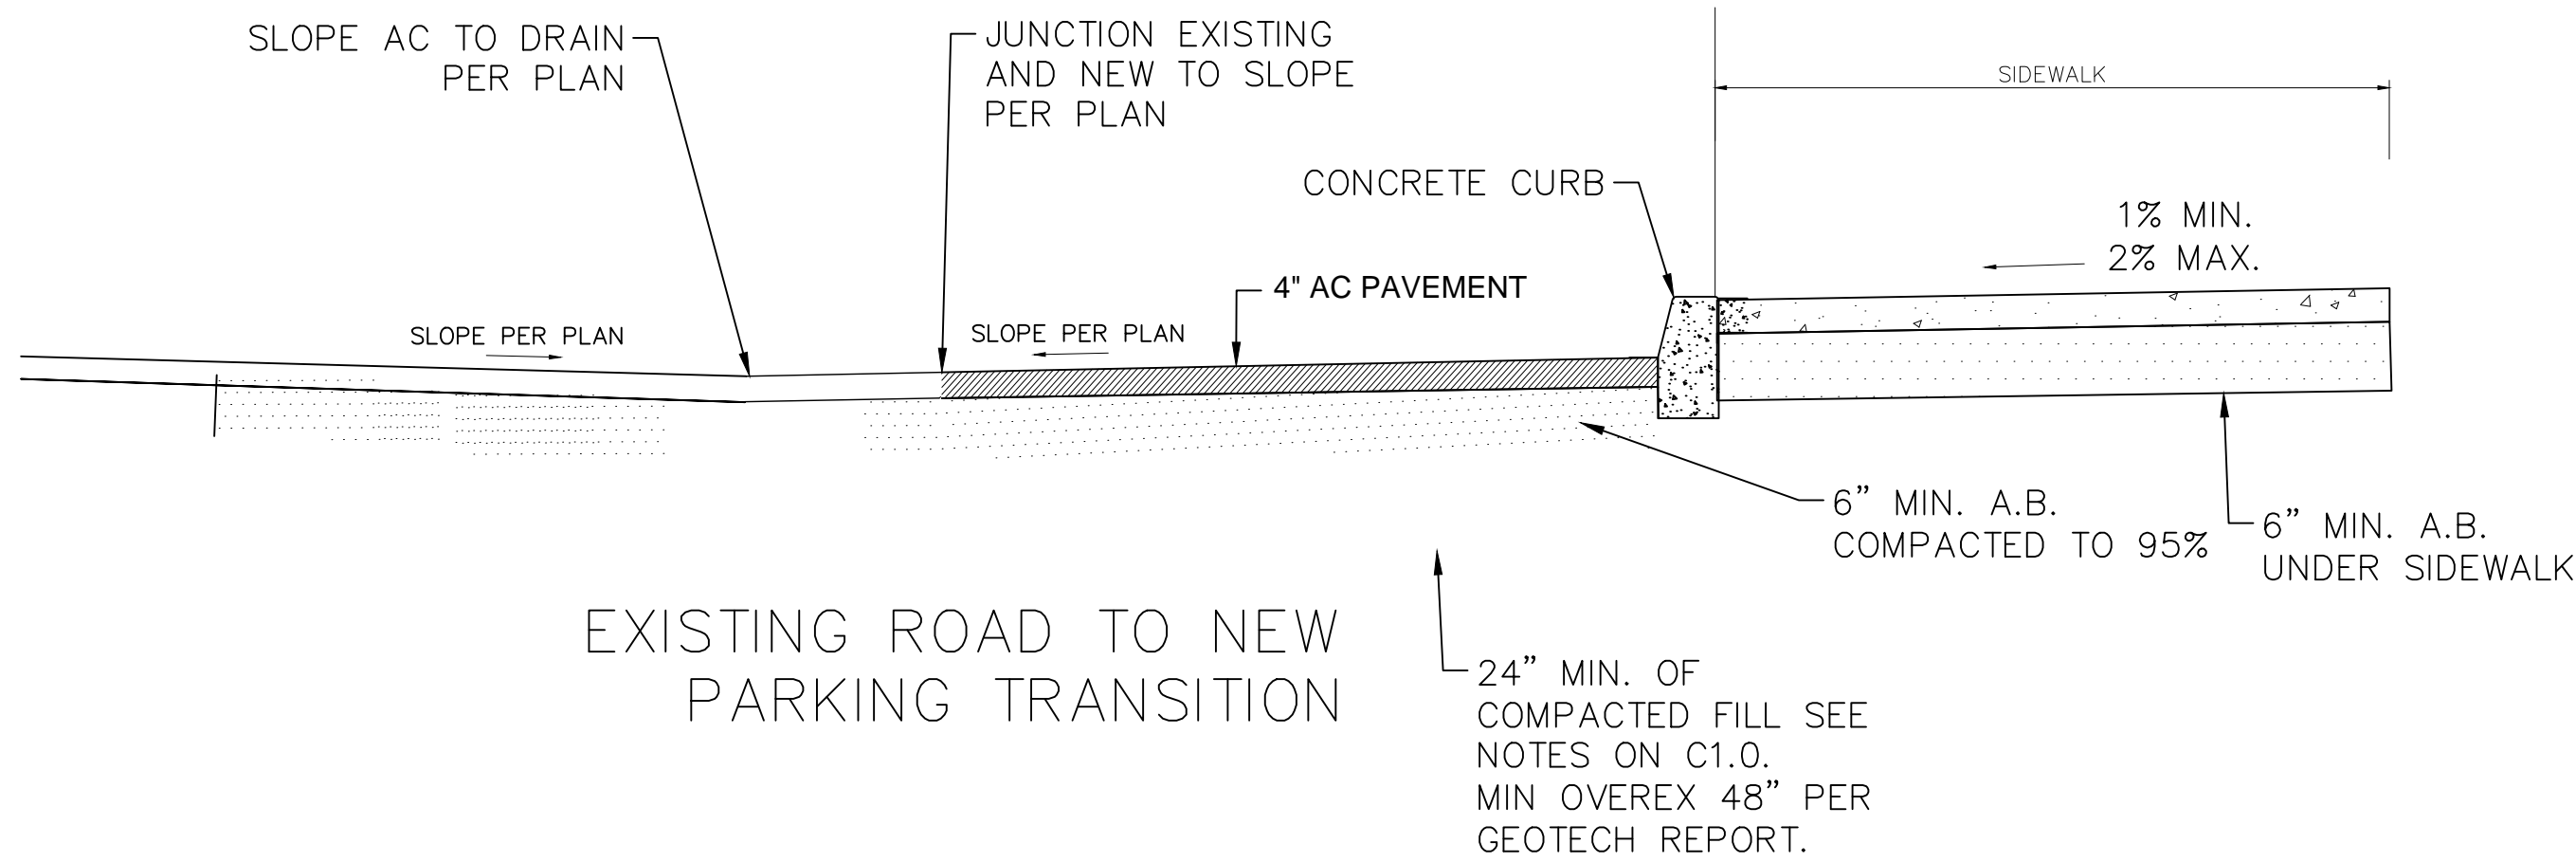 SLOPE AC TO DRAIN
PER PLAN
JUNCTION EXISTING
AND NEW TO SLOPE
PER PLAN
SIDEWALK
CONCRETE CURB
1% MIN.
2% MAX.
4" AC PAVEMENT
SLOPE PER PLAN
SLOPE PER PLAN
6” MIN. A.B.
COMPACTED TO 95%
6” MIN. A.B.
UNDER SIDEWALK
EXISTING ROAD TO NEW
PARKING TRANSITION
24” MIN. OF
COMPACTED FILL SEE
NOTES ON C1.0.
MIN OVEREX 48” PER
GEOTECH REPORT.